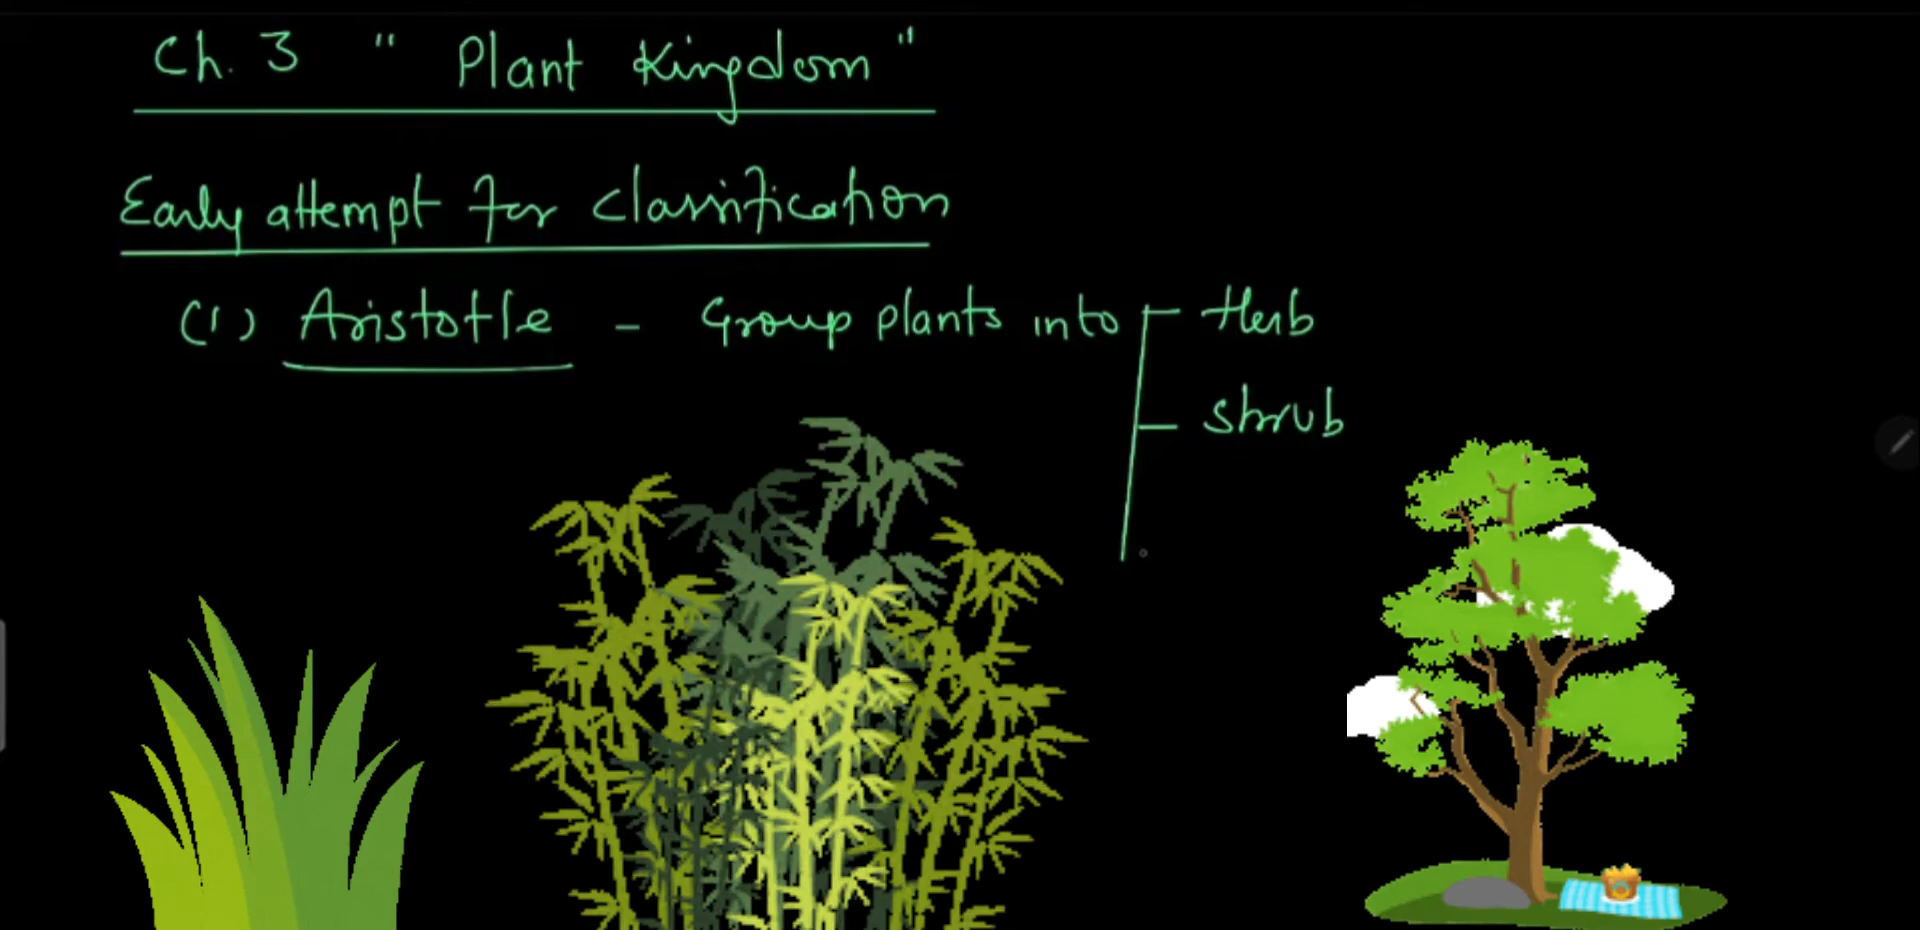 Ch. 3 " Plant Kingdom "
Early attempt for classification
(1) Aristotle - Group plants into Herb
Shrub